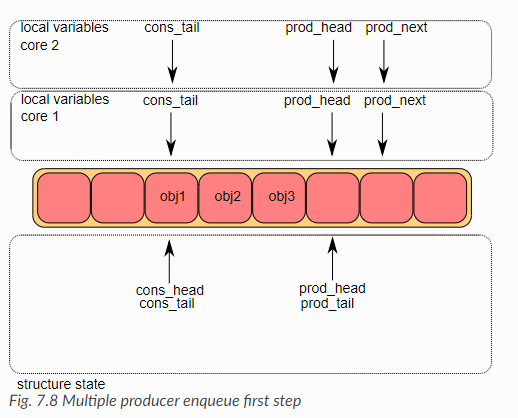 local variables cons_tail prod_head prod_next
core 2
local variables cons_tail prod_head prod_next
core 1
obj1 obj2 obj3
cons_head prod_head
cons_tail prod_tail
structure state
Fig. 7.8 Multiple producer enqueue first step